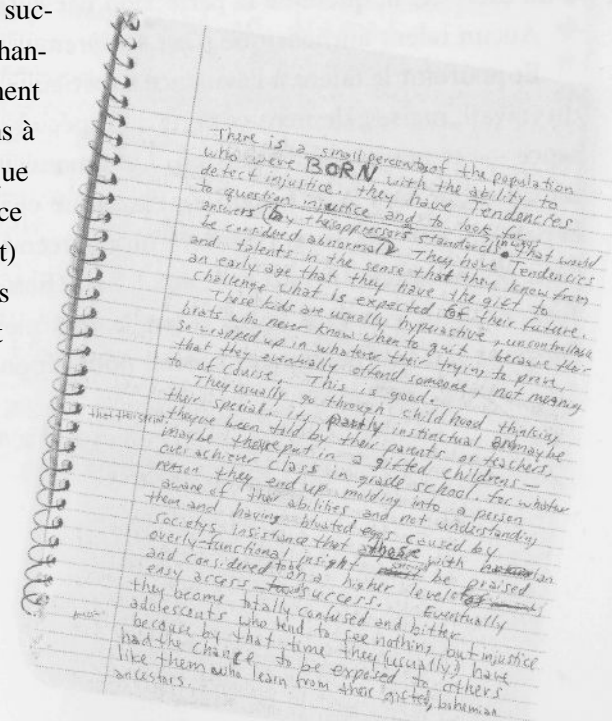 suc-
han-
ment
s à
que
ce
t)
s
t
There is a small percent of the population
who were BORN with the ability to
detect injustice. they have Tendencies
to question injustice and to look for
answers (by the oppressors standards) that would
be considered abnormal. They have Tendencies
and talents in the sense that they know from
an early age that they have the gift to
challenge what is expected of their future.
These kids are usually hyperactive, uncontrollable
brats who never know when to quit because their
so wrapped up in whatever their trying to prove,
that they eventually offend someone, not meaning
to of course. This is good.
They usually go through childhood thinking
their special. its partly instinctual maybe
theyve been told by their parents or teachers,
maybe theyre put in a gifted childrens –
over achiever class in grade school. for whatever
reason they end up molding into a person
aware of their abilities and not understanding
them and having bloated egos caused by
societys insistance that those with
overly-functional insight be praised
and considered to be on a higher level
easy access success. Eventually
they become totally confused and bitter
adolescents who tend to see nothing but injustice
because by that time they (usually) have
had the chance to be exposed to others
like them who learn from their gifted, bohemian
ancestors.